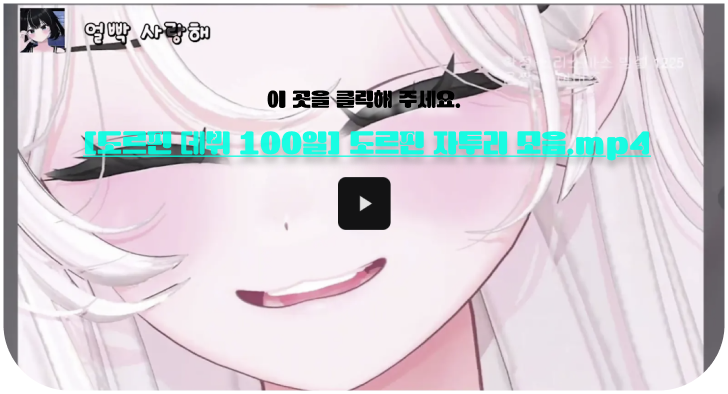 얼빡 사랑해
이 곳을 클릭해 주세요.
[도르핀 데뷔 100일] 도르핀 자투리 모음.mp4